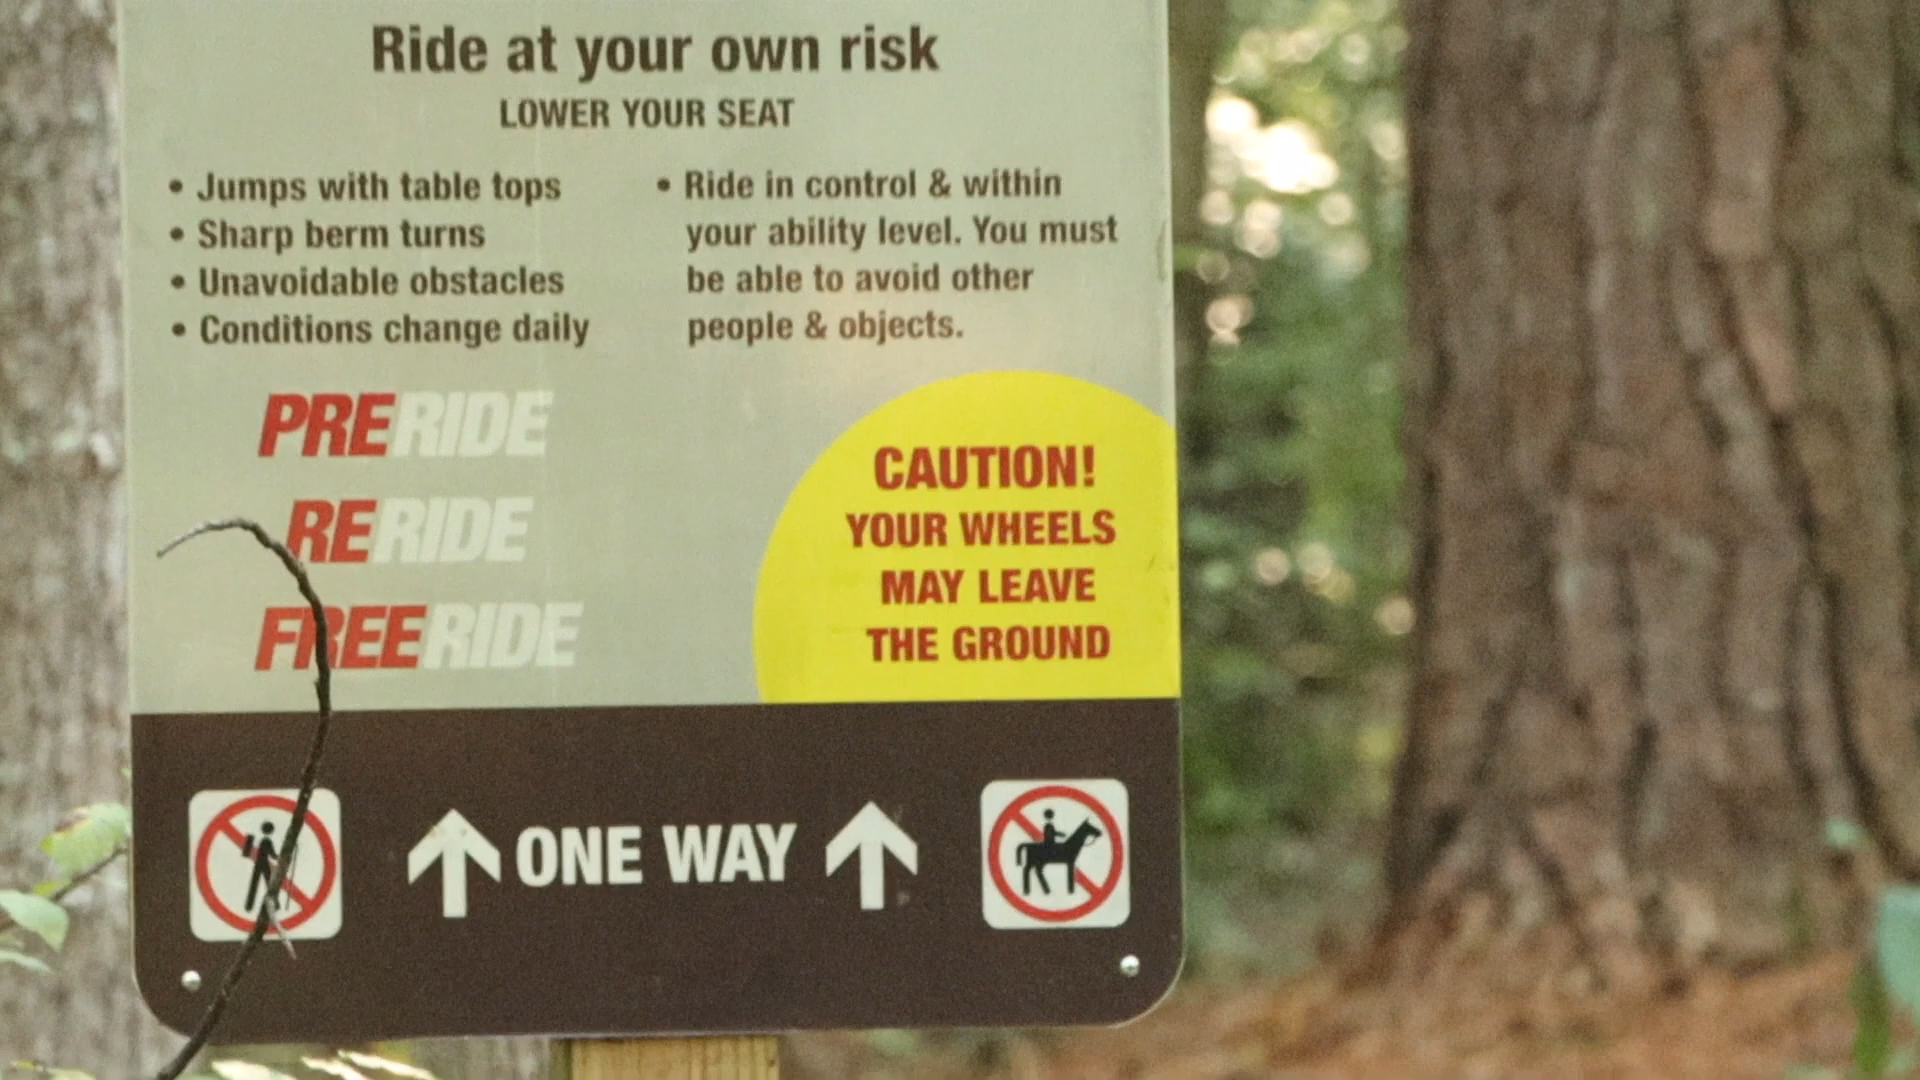 Ride at your own risk
LOWER YOUR SEAT
• Jumps with table tops
• Sharp berm turns
• Unavoidable obstacles
• Conditions change daily
• Ride in control & within
your ability level. You must
be able to avoid other
people & objects.
PRERIDE
RERIDE
FREERIDE
CAUTION!
YOUR WHEELS
MAY LEAVE
THE GROUND
ONE WAY